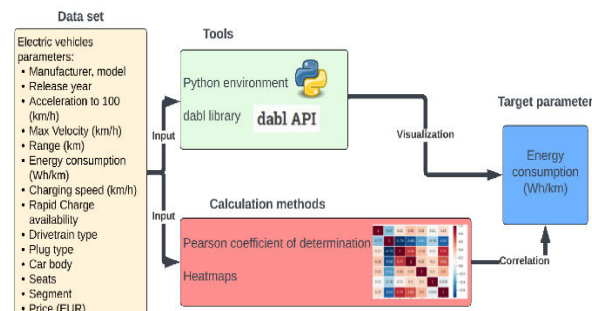 Data set
Electric vehicles
parameters:
▪ Manufacturer, model
▪ Release year
▪ Acceleration to 100
(km/h)
▪ Max Velocity (km/h)
▪ Range (km)
▪ Energy consumption
(Wh/km)
▪ Charging speed (km/h)
▪ Rapid Charge
availability
▪ Drivetrain type
▪ Plug type
▪ Car body
▪ Seats
▪ Segment
▪ Price (EUR)
Input
Input
Tools
Python environment
dabl library
dabl API
Calculation methods
Pearson coefficient of determination
Heatmaps
Visualization
Correlation
Target parameter
Energy
consumption
(Wh/km)